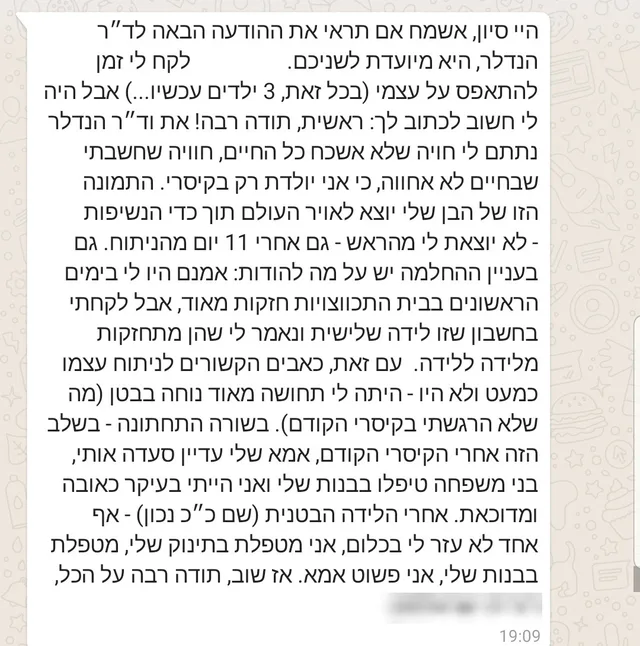 היי סיון, אשמח אם תראי את ההודעה הבאה לד״ר
הנדלר, היא מיועדת לשניכם. לקח לי זמן
להתאפס על עצמי (בכל זאת, 3 ילדים עכשיו...) אבל היה
לי חשוב לכתוב לך: ראשית, תודה רבה! את וד״ר הנדלר
נתתם לי חויה שלא אשכח כל החיים, חוויה שחשבתי
שבחיים לא אחווה, כי אני יולדת רק בקיסרי. התמונה
הזו של הבן שלי יוצא לאויר העולם תוך כדי הנשיפות
- לא יוצאת לי מהראש - גם אחרי 11 יום מהניתוח. גם
בעניין ההחלמה יש על מה להודות: אמנם היו לי בימים
הראשונים בבית התכווצויות חזקות מאוד, אבל לקחתי
בחשבון שזו לידה שלישית ונאמר לי שהן מתחזקות
מלידה ללידה. עם זאת, כאבים הקשורים לניתוח עצמו
כמעט ולא היו - היתה לי תחושה מאוד נוחה בבטן (מה
שלא הרגשתי בקיסרי הקודם). בשורה התחתונה - בשלב
הזה אחרי הקיסרי הקודם, אמא שלי עדיין סעדה אותי,
בני משפחה טיפלו בבנות שלי ואני הייתי בעיקר כאובה
ומדוכאת. אחרי הלידה הבטנית (שם כ״כ נכון) - אף
אחד לא עזר לי בכלום, אני מטפלת בתינוק שלי, מטפלת
בבנות שלי, אני פשוט אמא. אז שוב, תודה רבה על הכל,
19:09